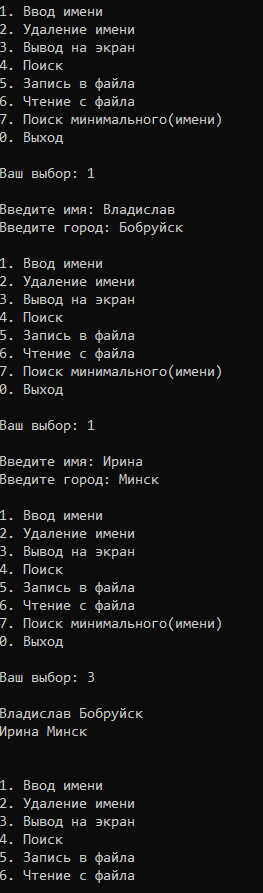 1. Ввод имени
2. Удаление имени
3. Вывод на экран
4. Поиск
5. Запись в файла
6. Чтение с файла
7. Поиск минимального(имени)
0. Выход
Ваш выбор: 1
Введите имя: Владислав
Введите город: Бобруйск
1. Ввод имени
2. Удаление имени
3. Вывод на экран
4. Поиск
5. Запись в файла
6. Чтение с файла
7. Поиск минимального(имени)
0. Выход
Ваш выбор: 1
Введите имя: Ирина
Введите город: Минск
1. Ввод имени
2. Удаление имени
3. Вывод на экран
4. Поиск
5. Запись в файла
6. Чтение с файла
7. Поиск минимального(имени)
0. Выход
Ваш выбор: 3
Владислав Бобруйск
Ирина Минск
1. Ввод имени
2. Удаление имени
3. Вывод на экран
4. Поиск
5. Запись в файла
6. Чтение с файла